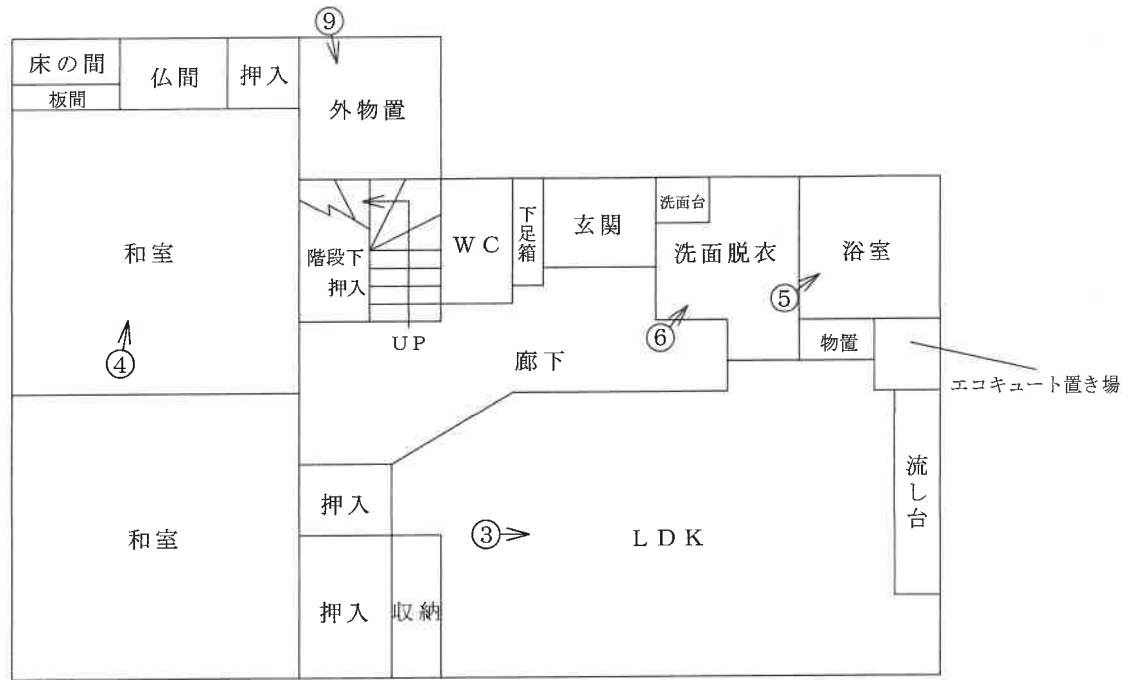 ⑨
床の間
板間
仏間
押入
外物置
和室
階段下
押入
UP
WC
下足箱
玄関
洗面台
洗面脱衣
浴室
⑤
⑥
物置
エコキュート置き場
④
廊下
流し台
和室
押入
押入
収納
③
LDK